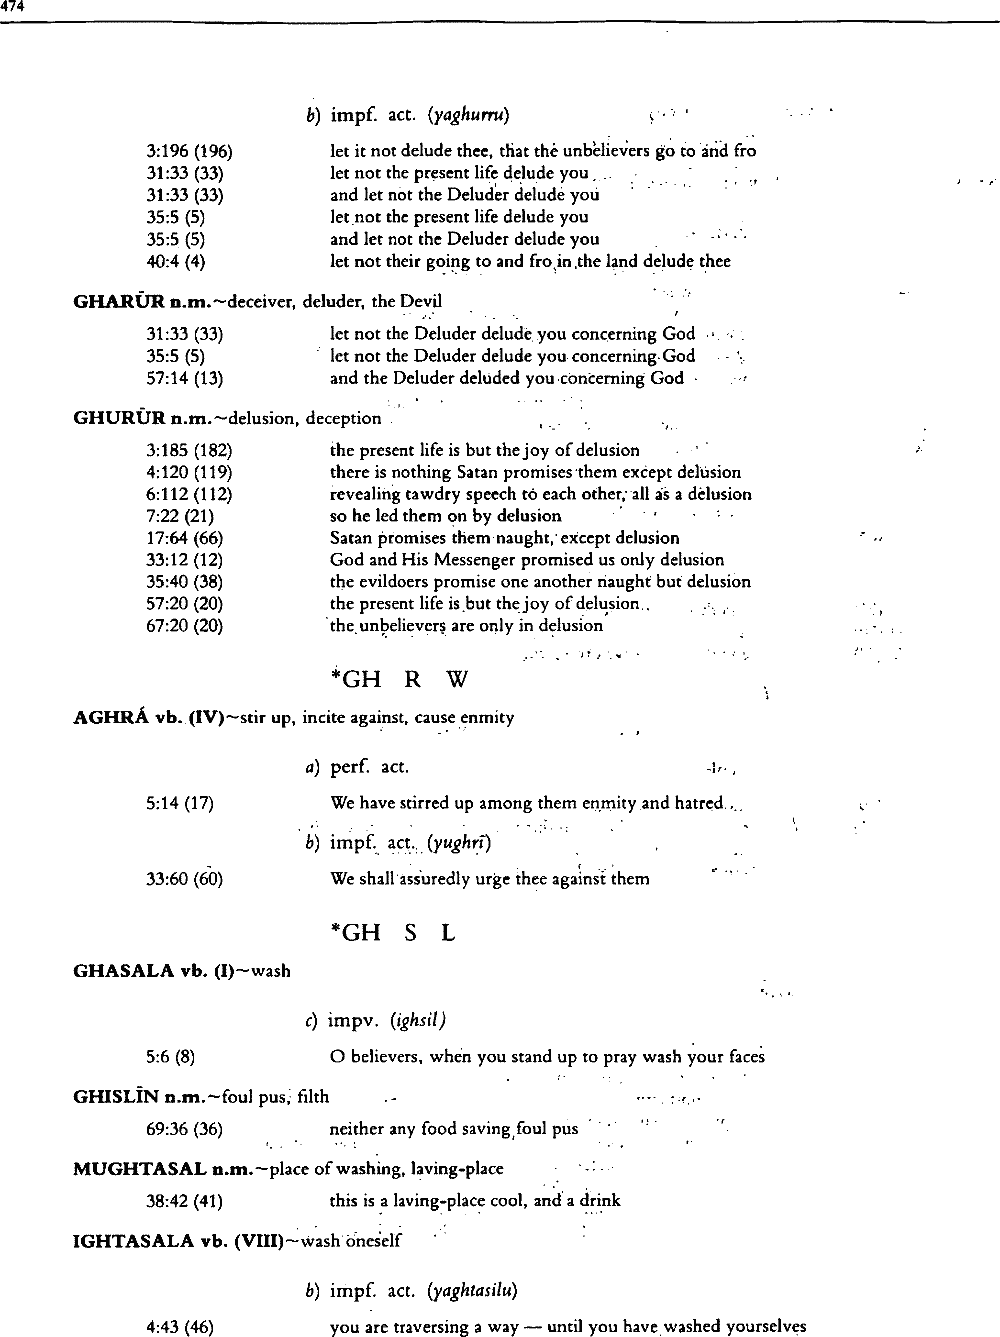 474
b) impf. act. (yaghurru)
3:196 (196) let it not delude thee, that the unbelievers go to and fro
31:33 (33) let not the present life delude you
31:33 (33) and let not the Deluder delude you
35:5 (5) let not the present life delude you
35:5 (5) and let not the Deluder delude you
40:4 (4) let not their going to and fro in the land delude thee
GHARŪR n.m.~deceiver, deluder, the Devil
31:33 (33) let not the Deluder delude you concerning God
35:5 (5) let not the Deluder delude you concerning God
57:14 (13) and the Deluder deluded you concerning God
GHURŪR n.m.~delusion, deception
3:185 (182) the present life is but the joy of delusion
4:120 (119) there is nothing Satan promises them except delusion
6:112 (112) revealing tawdry speech to each other, all as a delusion
7:22 (21) so he led them on by delusion
17:64 (66) Satan promises them naught, except delusion
33:12 (12) God and His Messenger promised us only delusion
35:40 (38) the evildoers promise one another naught but delusion
57:20 (20) the present life is but the joy of delusion
67:20 (20) the unbelievers are only in delusion
*GH R W
AGHRÁ vb. (IV)~stir up, incite against, cause enmity
a) perf. act.
5:14 (17) We have stirred up among them enmity and hatred
b) impf. act. (yughrī)
33:60 (60) We shall assuredly urge thee against them
*GH S L
GHASALA vb. (I)~wash
c) impv. (ighsil)
5:6 (8) O believers, when you stand up to pray wash your faces
GHISLĪN n.m.~foul pus, filth
69:36 (36) neither any food saving foul pus
MUGHTASAL n.m.~place of washing, laving-place
38:42 (41) this is a laving-place cool, and a drink
IGHTASALA vb. (VIII)~wash oneself
b) impf. act. (yaghtasilu)
4:43 (46) you are traversing a way — until you have washed yourselves